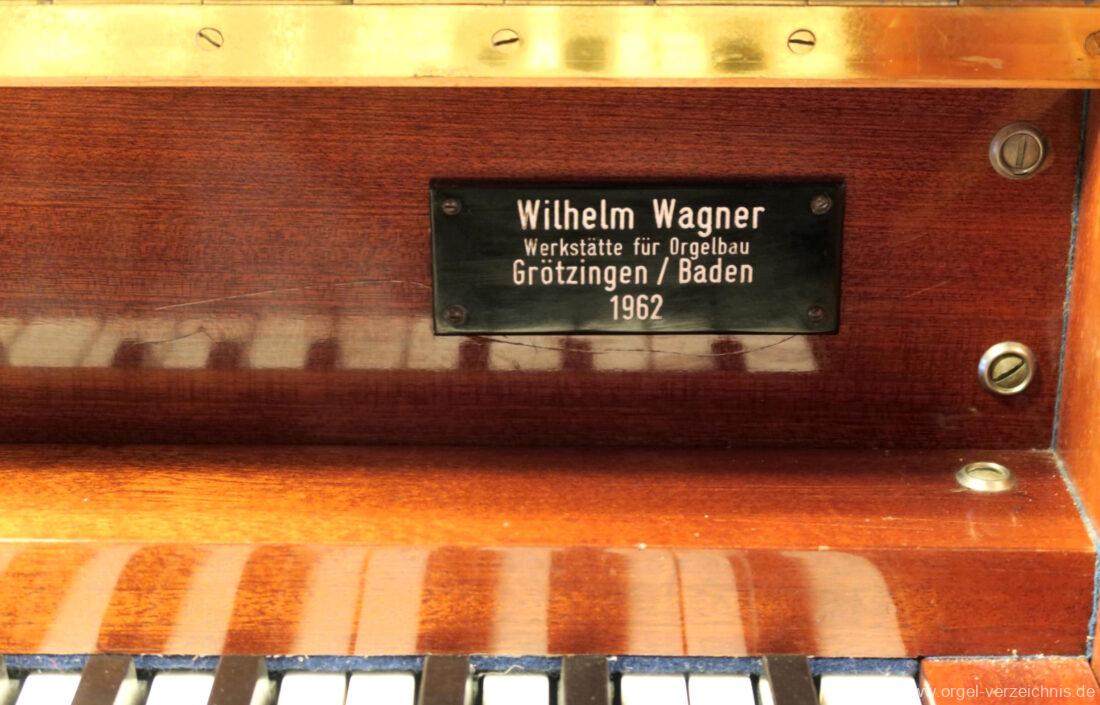 Wilhelm Wagner
Werkstätte für Orgelbau
Grötzingen / Baden
1962
www.orgel-verzeichnis.de